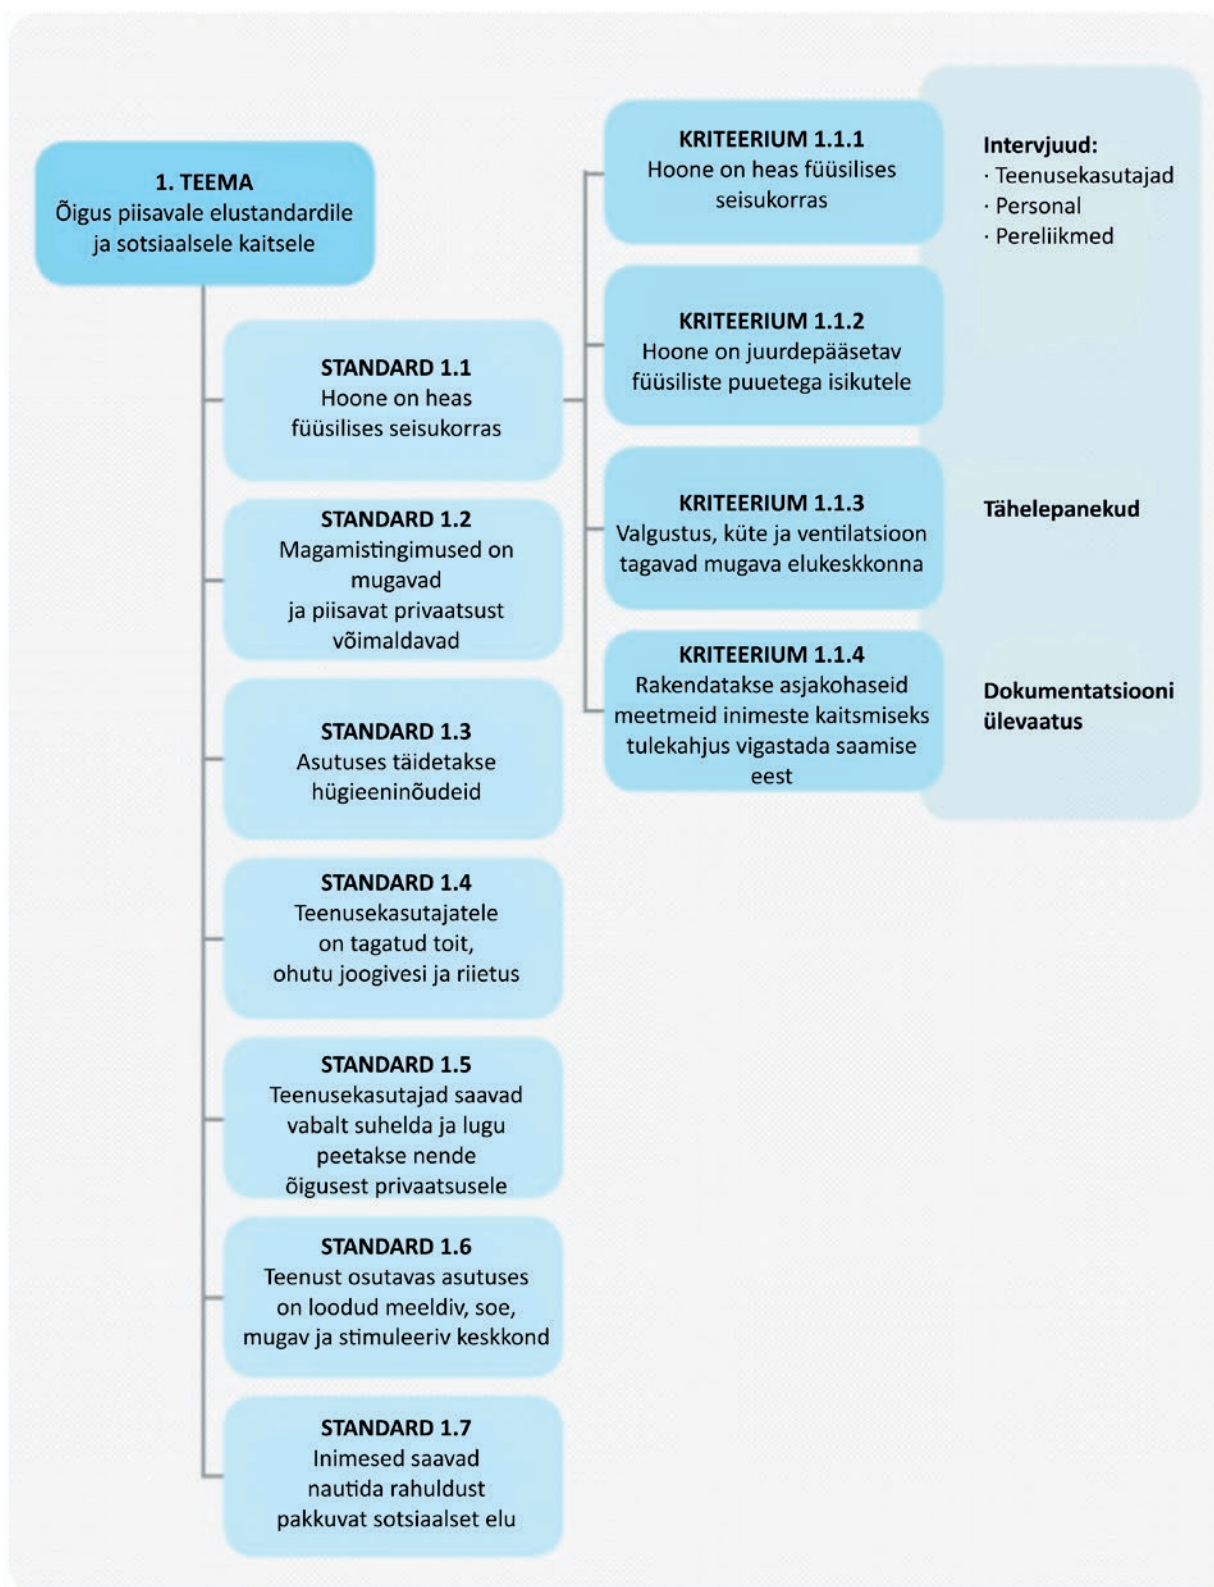 1. TEEMA
Õigus piisavale elustandardile
ja sotsiaalsele kaitsele
STANDARD 1.1
Hoone on heas
füüsilises seisukorras
STANDARD 1.2
Magamistingimused on
mugavad
ja piisavat privaatsust
võimaldavad
STANDARD 1.3
Asutuses täidetakse
hügieeninõudeid
STANDARD 1.4
Teenusekasutajatele
on tagatud toit,
ohutu joogivesi ja riietus
STANDARD 1.5
Teenusekasutajad saavad
vabalt suhelda ja lugu
peetakse nende
õigusest privaatsusele
STANDARD 1.6
Teenust osutavas asutuses
on loodud meeldiv, soe,
mugav ja stimuleeriv keskkond
STANDARD 1.7
Inimesed saavad
nautida rahuldust
pakkuvat sotsiaalset elu
KRITEERIUM 1.1.1
Hoone on heas füüsilises
seisukorras
KRITEERIUM 1.1.2
Hoone on juurdepääsetav
füüsiliste puuetega isikutele
KRITEERIUM 1.1.3
Valgustus, küte ja ventilatsioon
tagavad mugava elukeskkonna
KRITEERIUM 1.1.4
Rakendatakse asjakohaseid
meetmeid inimeste kaitsmiseks
tulekahjus vigastada saamise
eest
Intervjuud:
· Teenusekasutajad
· Personal
· Pereliikmed
Tähelepanekud
Dokumentatsiooni
ülevaatus